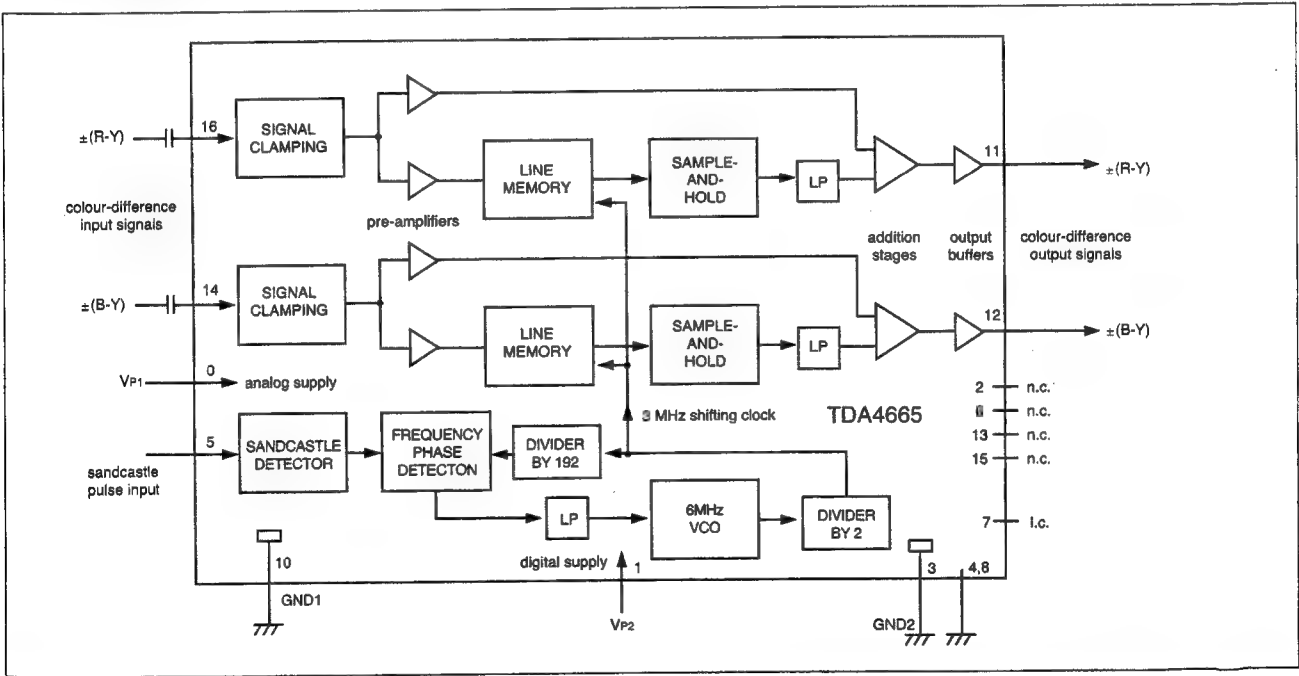 ±(R-Y)
16
SIGNAL
CLAMPING
LINE
MEMORY
SAMPLE-
AND-
HOLD
LP
11
±(R-Y)
colour-difference
input signals
pre-amplifiers
addition
stages
output
buffers
colour-difference
output signals
±(B-Y)
14
SIGNAL
CLAMPING
LINE
MEMORY
SAMPLE-
AND-
HOLD
LP
12
±(B-Y)
VP1
0
analog supply
2
n.c.
3 MHz shifting clock
TDA4665
6
n.c.
13
n.c.
15
n.c.
5
SANDCASTLE
DETECTOR
FREQUENCY
PHASE
DETECTON
DIVIDER
BY 192
sandcastle
pulse input
LP
6MHz
VCO
DIVIDER
BY 2
7
I.C.
digital supply
1
10
GND1
VP2
3
GND2
4,8